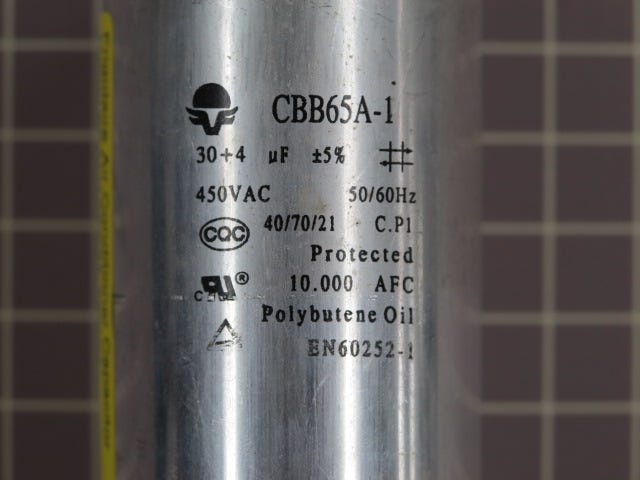 CBB65A-1
30+4 µF ±5%
450VAC 50/60Hz
CQC 40/70/21 C.P1
Protected
10.000 AFC
Polybutene Oil
EN60252-1